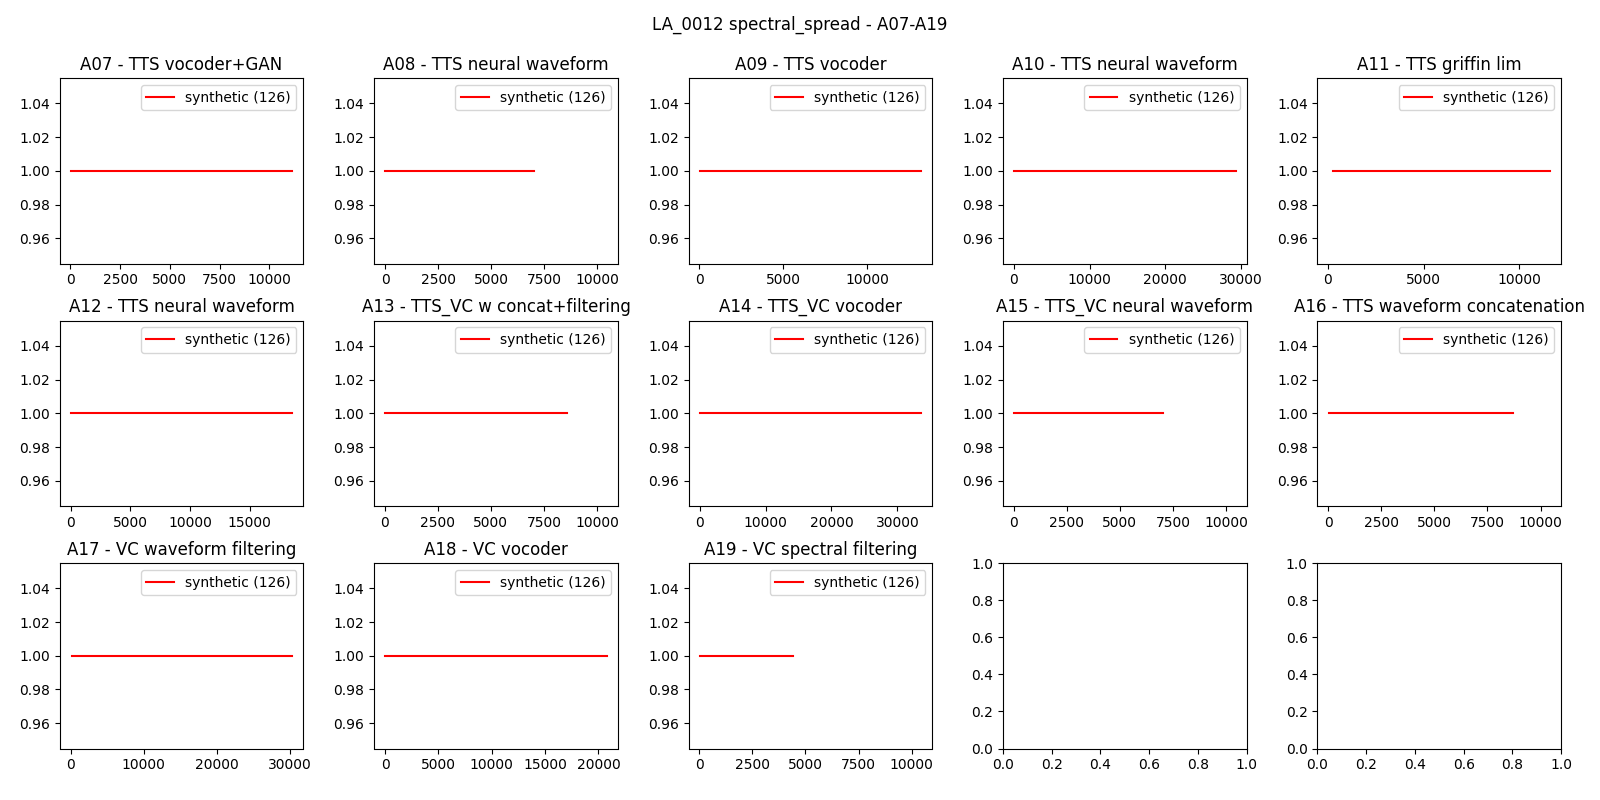 LA_0012 spectral_spread - A07-A19
A07 - TTS vocoder+GAN
synthetic (126)
1.04
1.02
1.00
0.98
0.96
0 2500 5000 7500 10000
A08 - TTS neural waveform
synthetic (126)
1.04
1.02
1.00
0.98
0.96
0 2500 5000 7500 10000
A09 - TTS vocoder
synthetic (126)
1.04
1.02
1.00
0.98
0.96
0 5000 10000
A10 - TTS neural waveform
synthetic (126)
1.04
1.02
1.00
0.98
0.96
0 10000 20000 30000
A11 - TTS griffin lim
synthetic (126)
1.04
1.02
1.00
0.98
0.96
0 5000 10000
A12 - TTS neural waveform
synthetic (126)
1.04
1.02
1.00
0.98
0.96
0 5000 10000 15000
A13 - TTS_VC w concat+filtering
synthetic (126)
1.04
1.02
1.00
0.98
0.96
0 2500 5000 7500 10000
A14 - TTS_VC vocoder
synthetic (126)
1.04
1.02
1.00
0.98
0.96
0 10000 20000 30000
A15 - TTS_VC neural waveform
synthetic (126)
1.04
1.02
1.00
0.98
0.96
0 2500 5000 7500 10000
A16 - TTS waveform concatenation
synthetic (126)
1.04
1.02
1.00
0.98
0.96
0 2500 5000 7500 10000
A17 - VC waveform filtering
synthetic (126)
1.04
1.02
1.00
0.98
0.96
0 10000 20000 30000
A18 - VC vocoder
synthetic (126)
1.04
1.02
1.00
0.98
0.96
0 5000 10000 15000 20000
A19 - VC spectral filtering
synthetic (126)
1.04
1.02
1.00
0.98
0.96
0 2500 5000 7500 10000
1.0
0.8
0.6
0.4
0.2
0.0
0.0 0.2 0.4 0.6 0.8 1.0
1.0
0.8
0.6
0.4
0.2
0.0
0.0 0.2 0.4 0.6 0.8 1.0